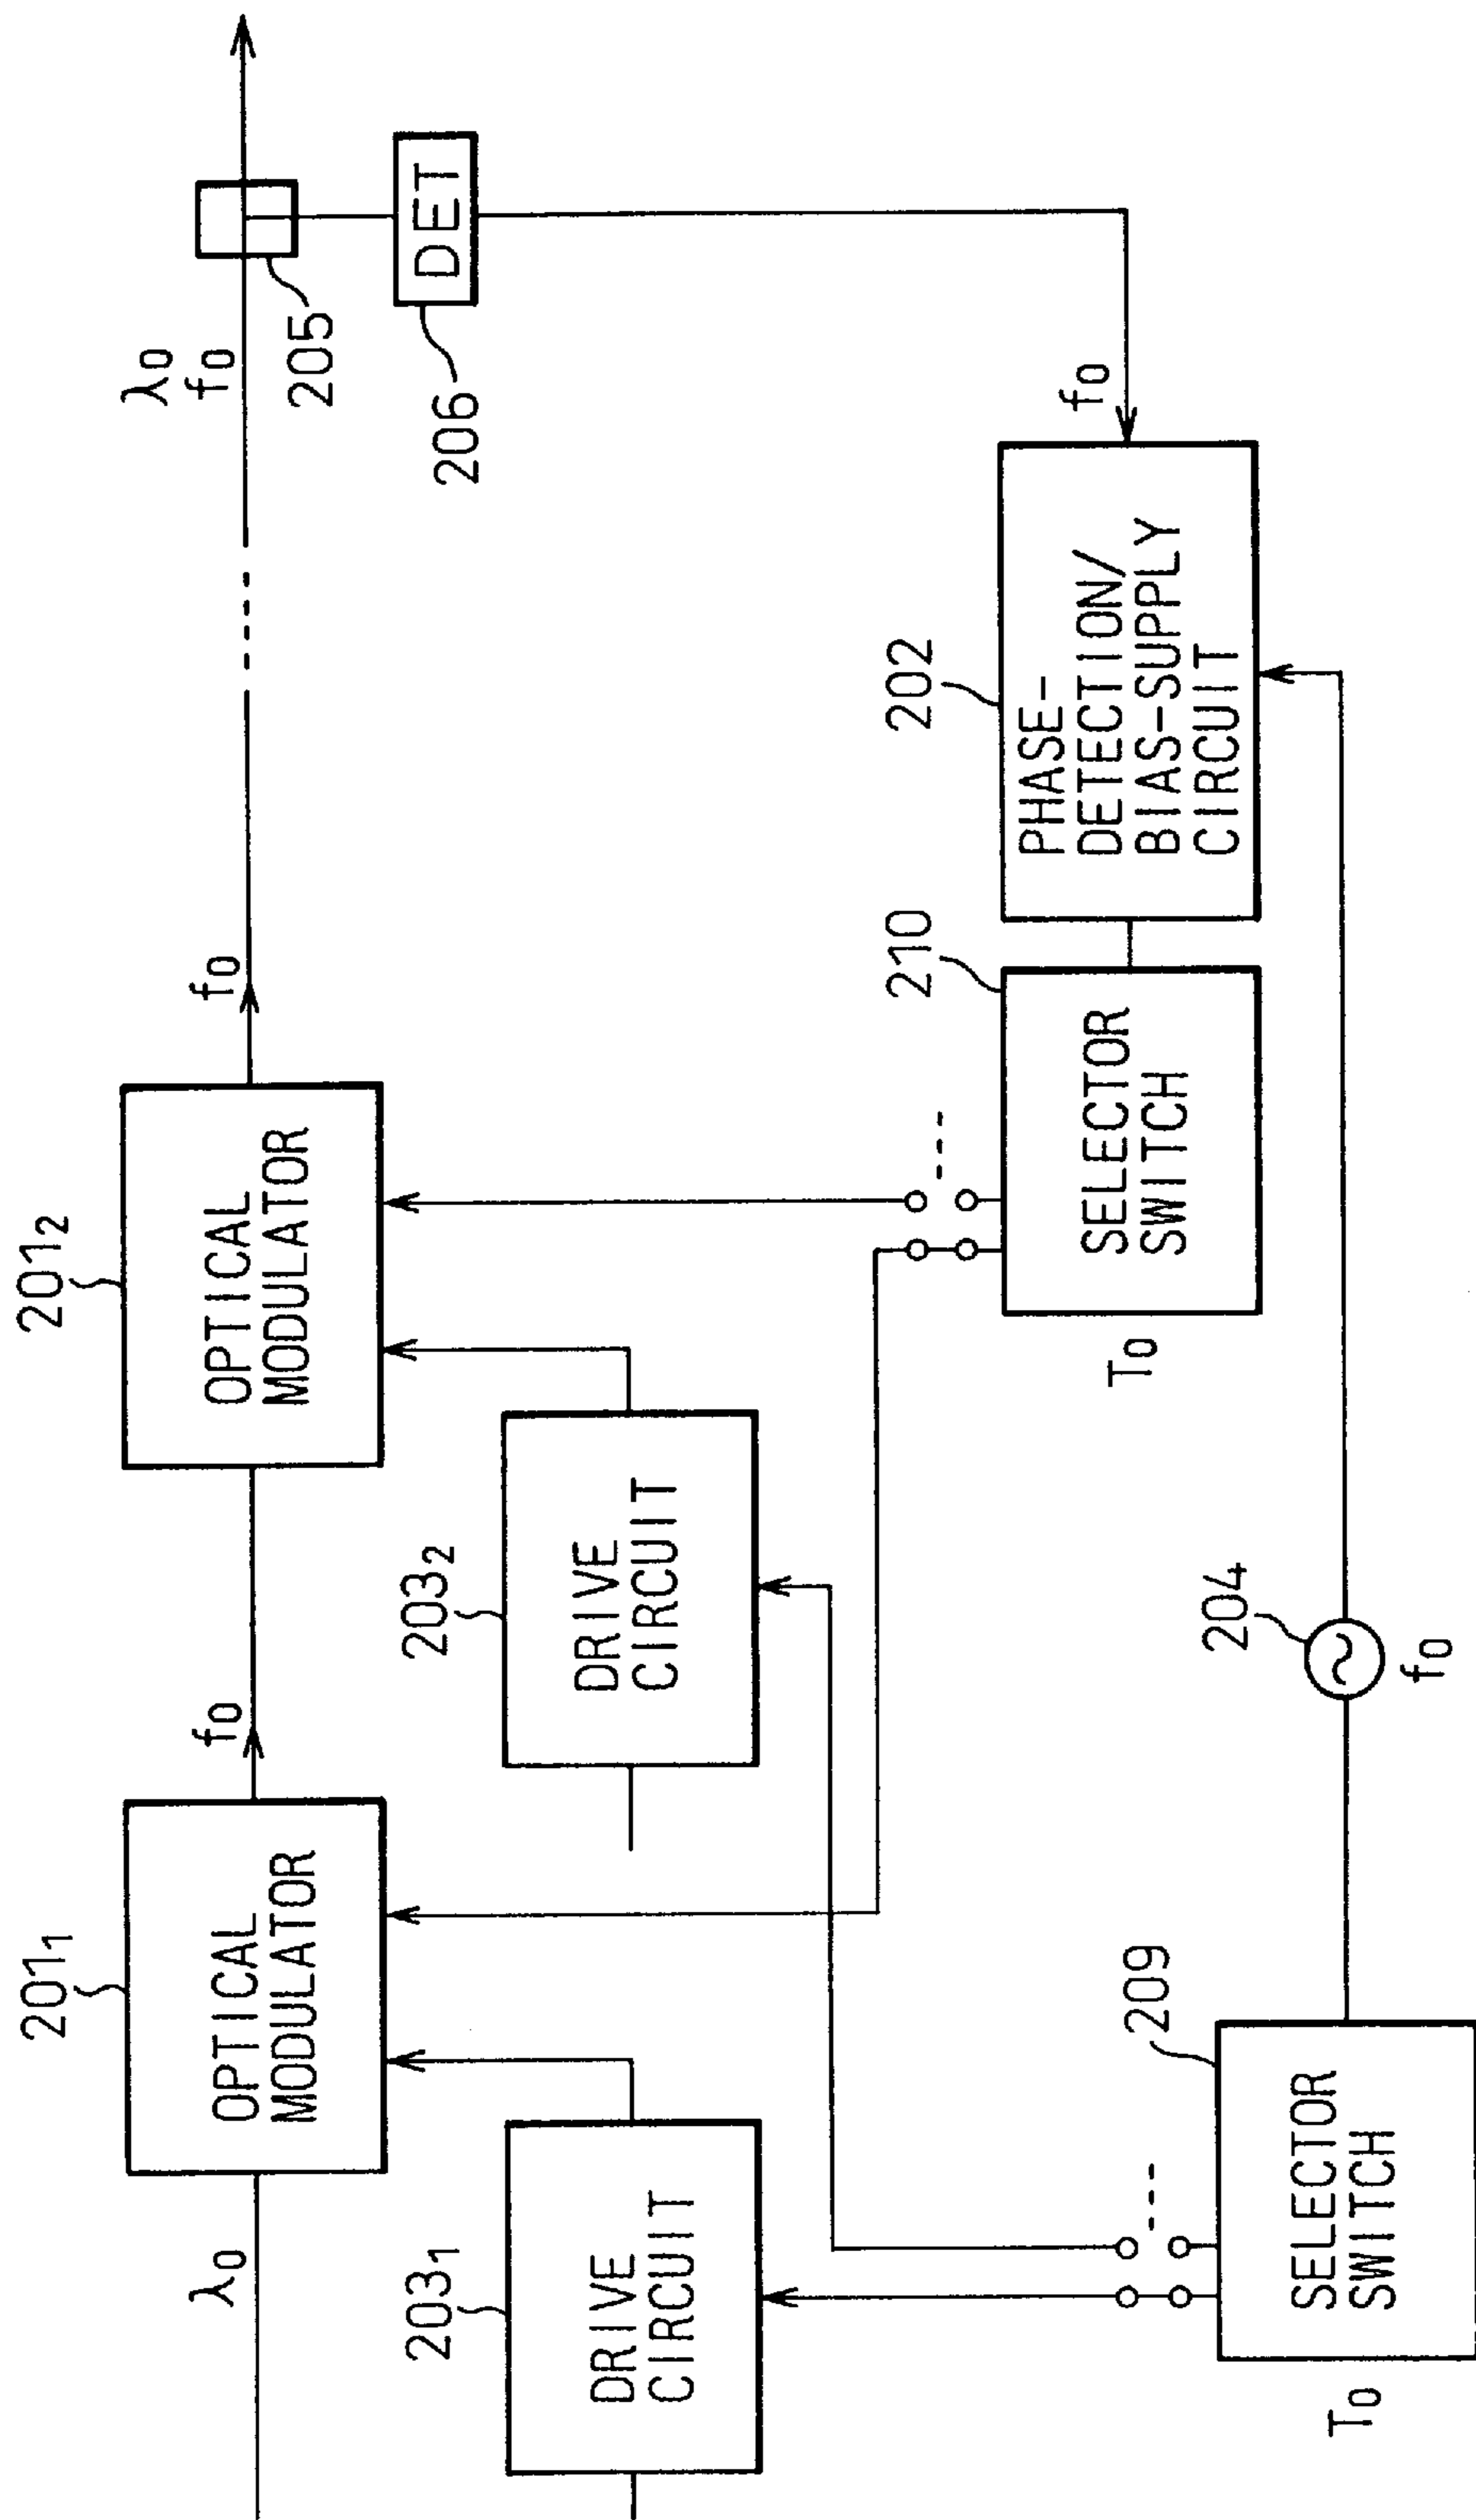 201₁
201₂
λ₀
OPTICAL
MODULATOR
f₀
OPTICAL
MODULATOR
f₀
λ₀
f₀
205
203₁
DRIVE
CIRCUIT
203₂
DRIVE
CIRCUIT
206
DET
210
SELECTOR
SWITCH
T₀
202
PHASE-
DETECTION/
BIAS-SUPPLY
CIRCUIT
f₀
209
SELECTOR
SWITCH
T₀
204
f₀